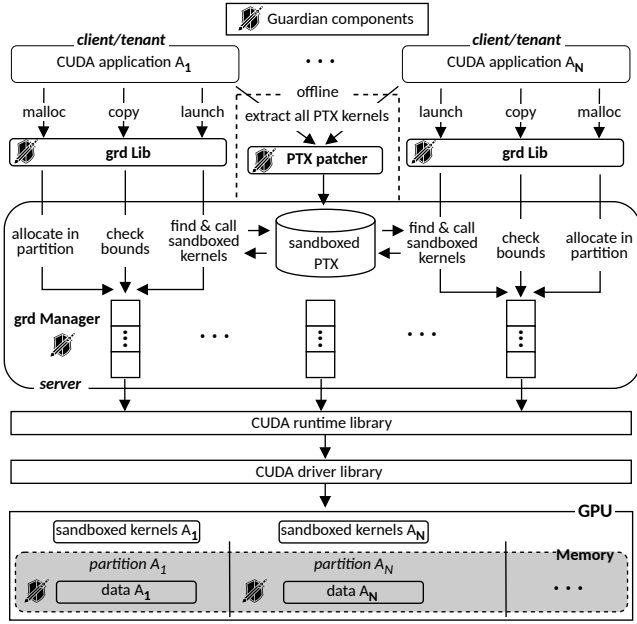 Guardian components
client/tenant
CUDA application A1
. . .
client/tenant
CUDA application AN
offline
malloc copy launch
extract all PTX kernels
launch copy malloc
grd Lib
PTX patcher
grd Lib
allocate in
partition
check
bounds
find & call
sandboxed
kernels
sandboxed
PTX
find & call
sandboxed
kernels
check
bounds
allocate in
partition
grd Manager
. . .
. . .
server
CUDA runtime library
CUDA driver library
GPU
sandboxed kernels A1
sandboxed kernels AN
Memory
partition A1
partition AN
data A1
data AN
. . .